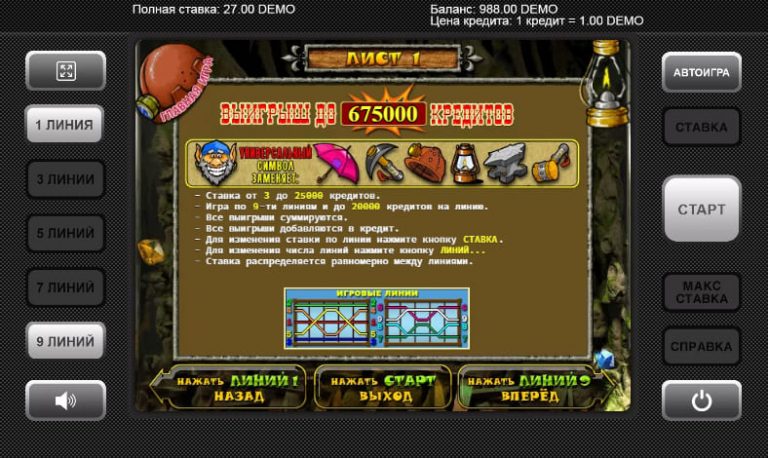 Полная ставка: 27.00 DEMO
Баланс: 988.00 DEMO
Цена кредита: 1 кредит = 1.00 DEMO
ГЛАВНАЯ ИГРА
ЛИСТ 1
ВЫИГРЫШ ДО 675000 КРЕДИТОВ
УНИВЕРСАЛЬНЫЙ
СИМВОЛ
ЗАМЕНЯЕТ:
- Ставка от 3 до 25000 кредитов.
- Игра по 9-ти линиям и до 20000 кредитов на линию.
- Все выигрыши суммируются.
- Все выигрыши добавляются в кредит.
- Для изменения ставки по линии нажмите кнопку СТАВКА.
- Для изменения числа линий нажмите кнопку ЛИНИЙ...
- Ставка распределяется равномерно между линиями.
ИГРОВЫЕ ЛИНИИ
НАЖАТЬ ЛИНИЙ 1
НАЗАД
НАЖАТЬ СТАРТ
ВЫХОД
НАЖАТЬ ЛИНИЙ 9
ВПЕРЁД
1 ЛИНИЯ
3 ЛИНИИ
5 ЛИНИЙ
7 ЛИНИЙ
9 ЛИНИЙ
АВТОИГРА
СТАВКА
СТАРТ
МАКС
СТАВКА
СПРАВКА